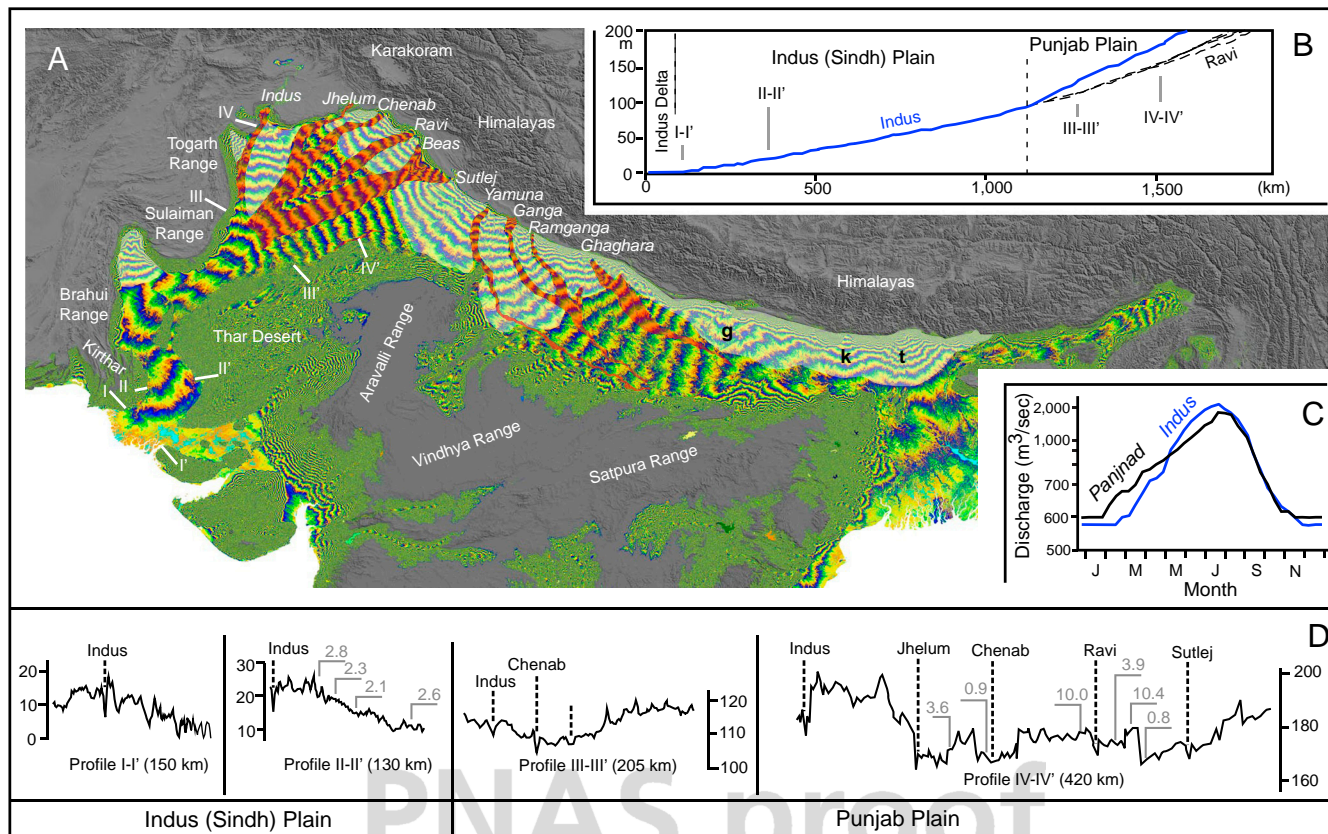 A
Karakoram
Indus
Jhelum
Chenab
Ravi
Beas
Himalayas
IV
Togarh
Range
Sutlej
Yamuna
Ganga
Ramganga
Ghaghara
III
Sulaiman
Range
IV'
III'
Himalayas
Brahui
Range
Thar Desert
Aravalli Range
g
k
t
Kirthar
II
II'
I
I'
Vindhya Range
Satpura Range
B
200
m
150
100
50
0
Indus Delta
Indus (Sindh) Plain
Punjab Plain
Ravi
II-II'
I-I'
Indus
III-III'
IV-IV'
0
500
1,000
1,500
(km)
C
Discharge (m3/sec)
2,000
1,000
700
600
500
Panjnad
Indus
J
M
M
J
S
N
Month
D
20
10
0
Indus
Profile I-I' (150 km)
30
20
10
Indus
2.8
2.3
2.1
2.6
Profile II-II' (130 km)
Indus
Chenab
120
110
100
Profile III-III' (205 km)
Indus
Jhelum
Chenab
Ravi
Sutlej
3.6
0.9
10.0
3.9
10.4
0.8
200
180
160
Profile IV-IV' (420 km)
PNAS proof
Indus (Sindh) Plain
Punjab Plain